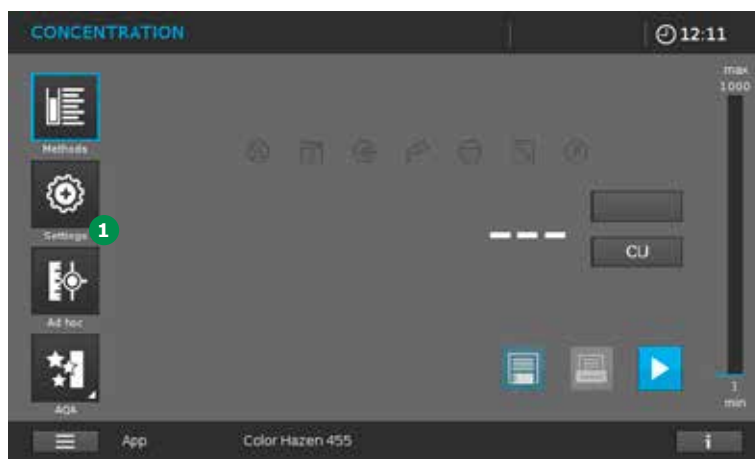 CONCENTRATION
12:11
max
1000
Methods
Settings
1
CU
Ad hoc
AQA
1
min
App
Color Hazen 455
i